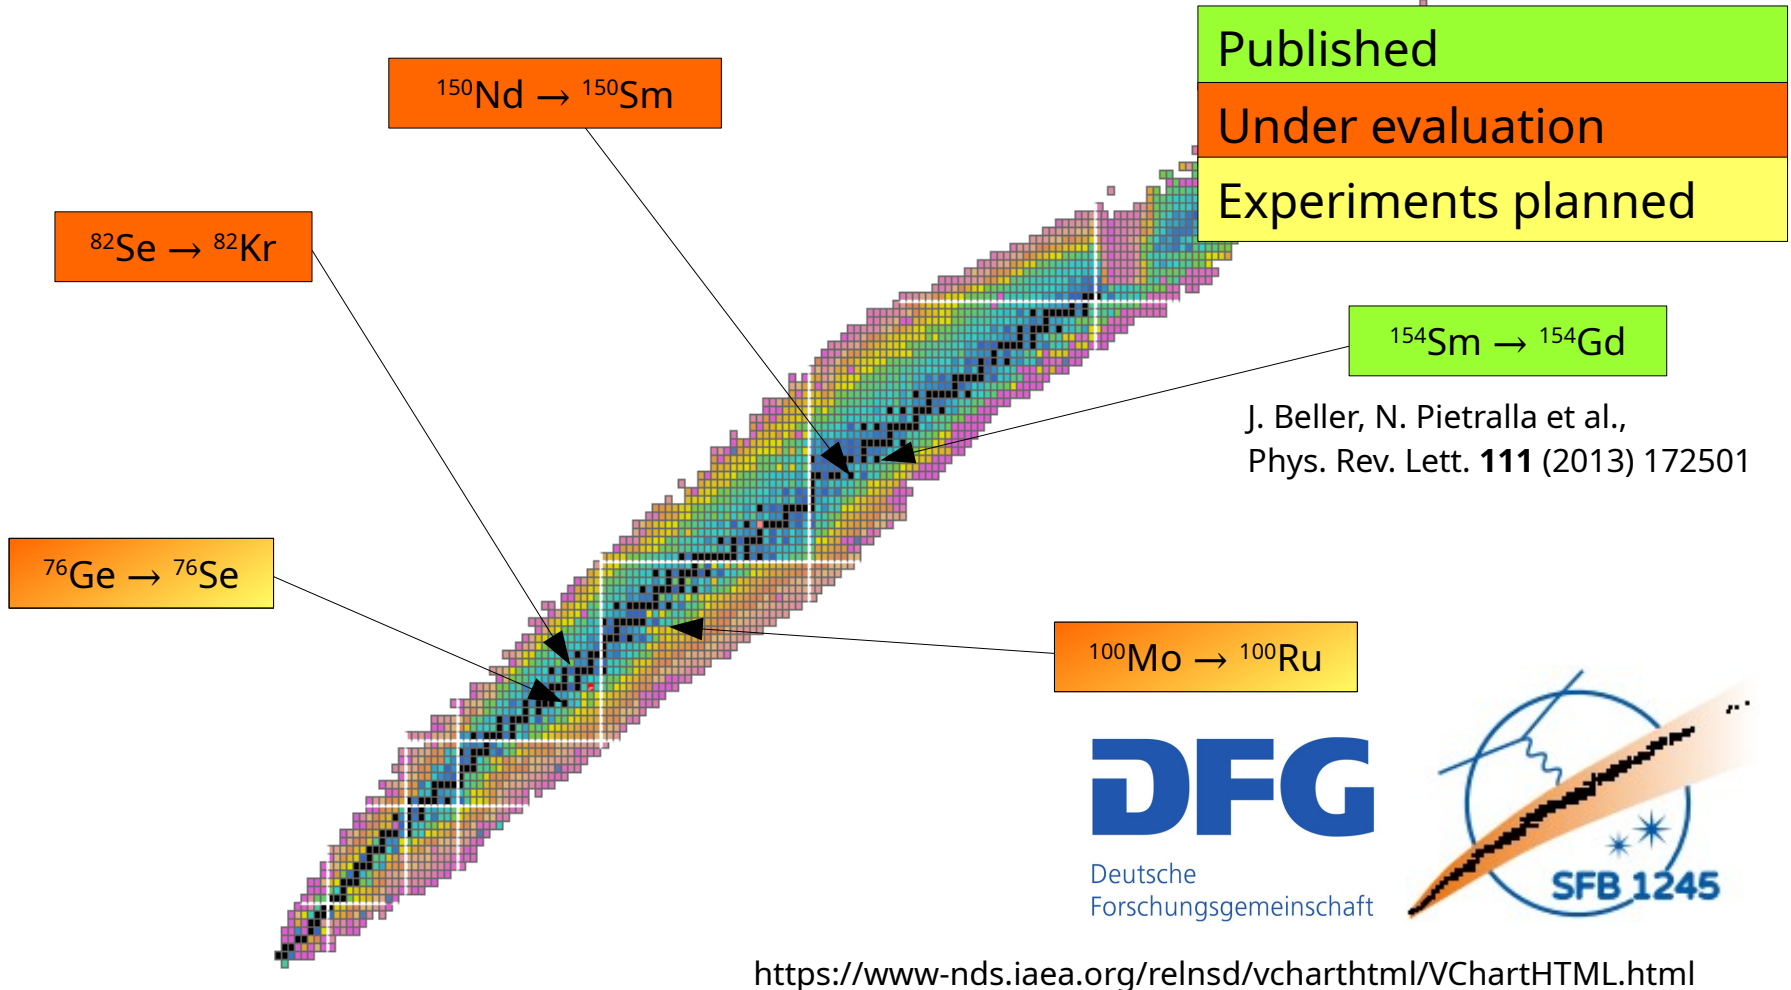 Published
Under evaluation
Experiments planned
¹⁵⁰Nd → ¹⁵⁰Sm
⁸²Se → ⁸²Kr
¹⁵⁴Sm → ¹⁵⁴Gd
J. Beller, N. Pietralla et al.,
Phys. Rev. Lett. 111 (2013) 172501
⁷⁶Ge → ⁷⁶Se
¹⁰⁰Mo → ¹⁰⁰Ru
DFG
Deutsche
Forschungsgemeinschaft
SFB 1245
https://www-nds.iaea.org/relnsd/vcharthtml/VChartHTML.html